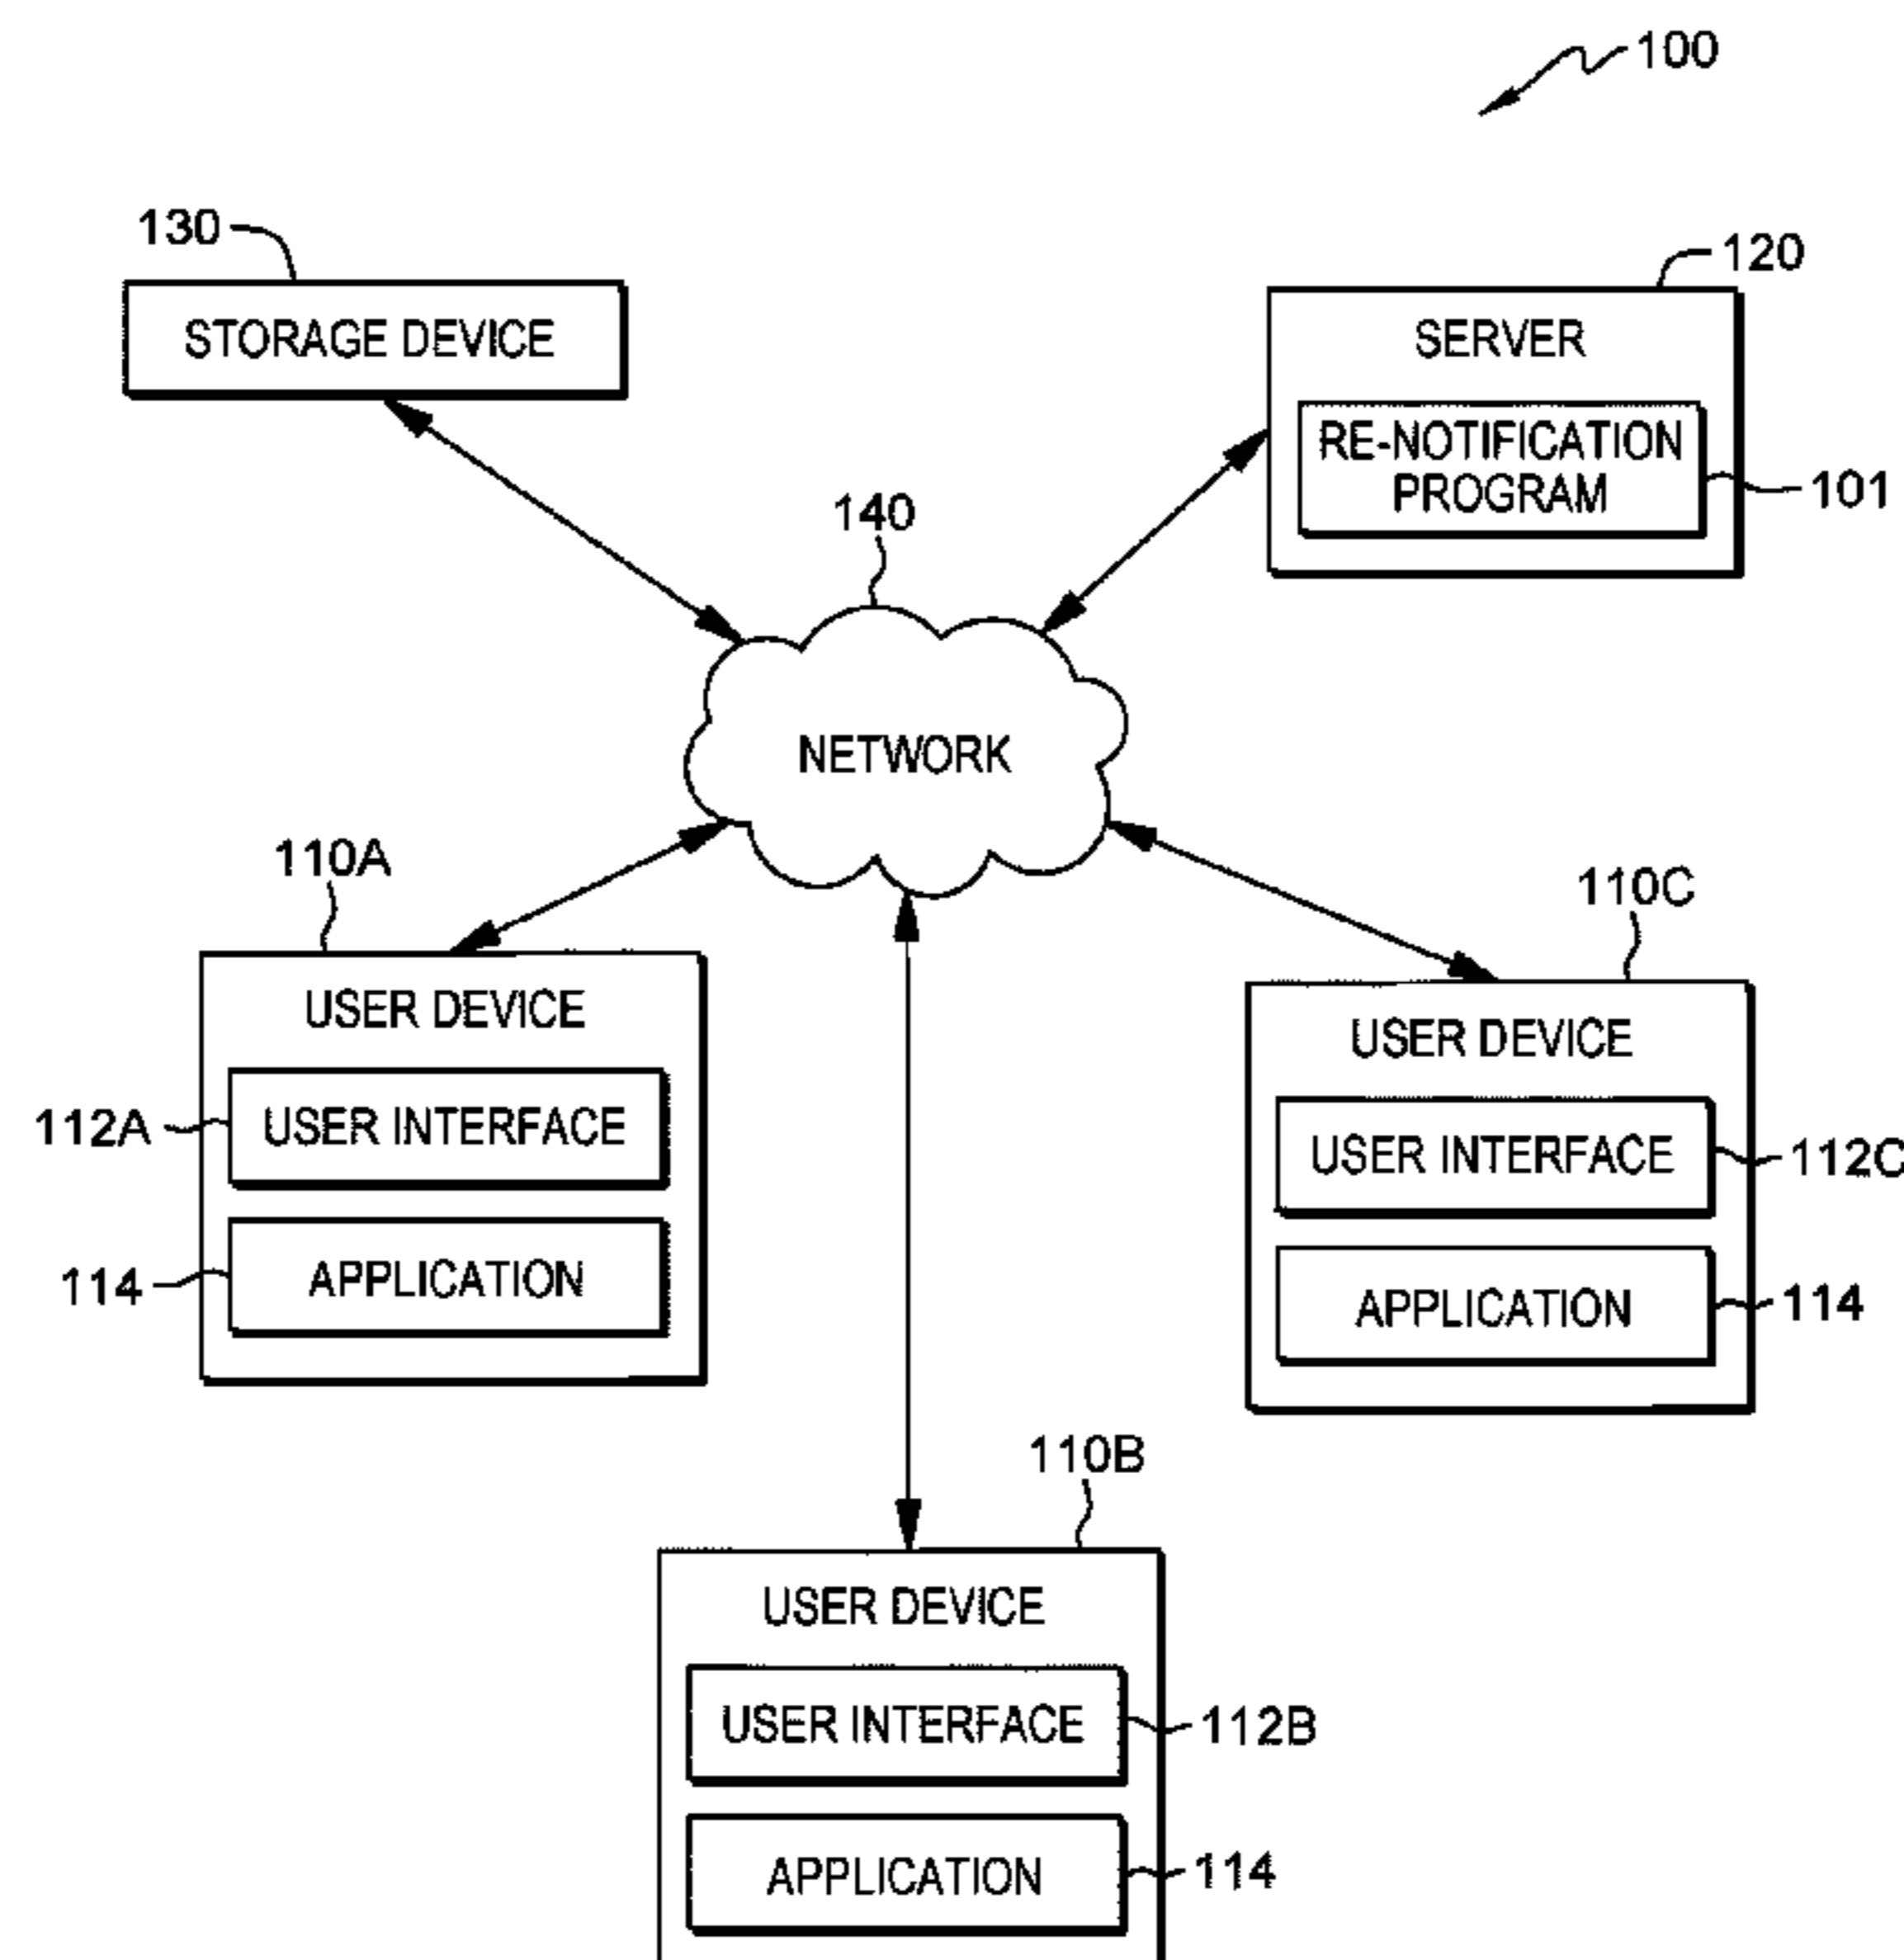 100
130
STORAGE DEVICE
120
SERVER
RE-NOTIFICATION
PROGRAM
101
140
NETWORK
110A
USER DEVICE
112A
USER INTERFACE
114
APPLICATION
110C
USER DEVICE
USER INTERFACE
112C
APPLICATION
114
110B
USER DEVICE
USER INTERFACE
112B
APPLICATION
114